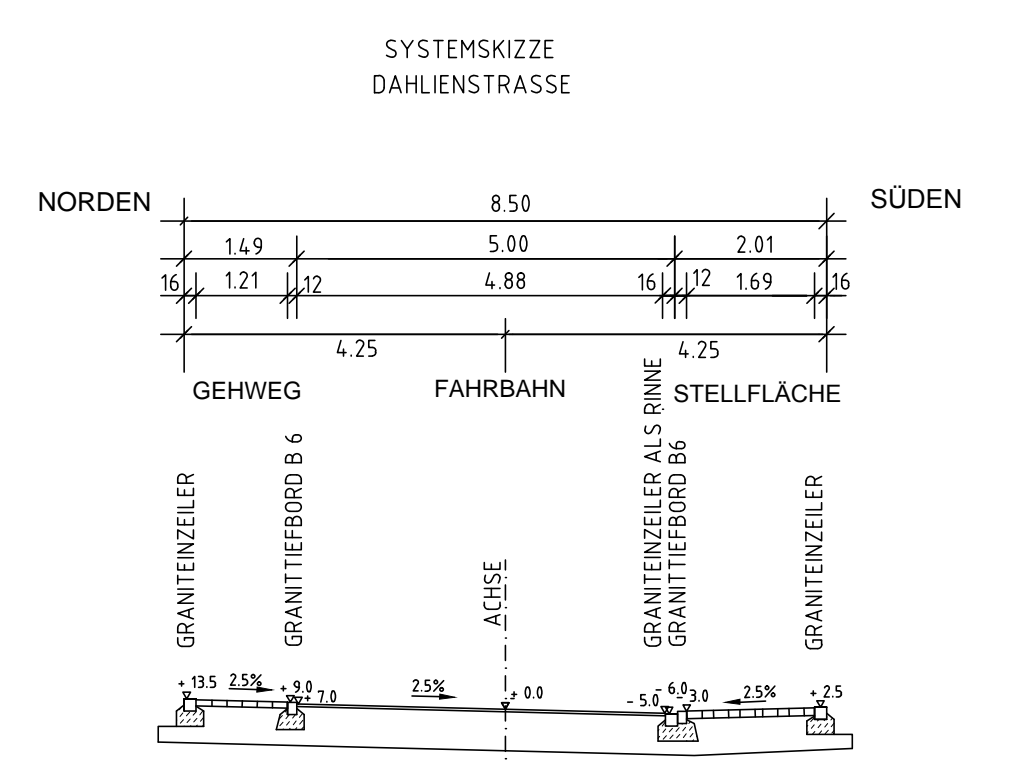 SYSTEMSKIZZE
DAHLIENSTRASSE
NORDEN
8.50
SÜDEN
1.49
5.00
2.01
16
1.21
12
4.88
16
12
1.69
16
4.25
4.25
GEHWEG
FAHRBAHN
STELLFLÄCHE
GRANITEINZEILER
GRANITTIEFBORD B 6
ACHSE
GRANITEINZEILER ALS RINNE
GRANITTIEFBORD B6
GRANITEINZEILER
+ 13.5
2.5%
+ 9.0
+ 7.0
2.5%
± 0.0
- 5.0
- 6.0
- 3.0
2.5%
+ 2.5